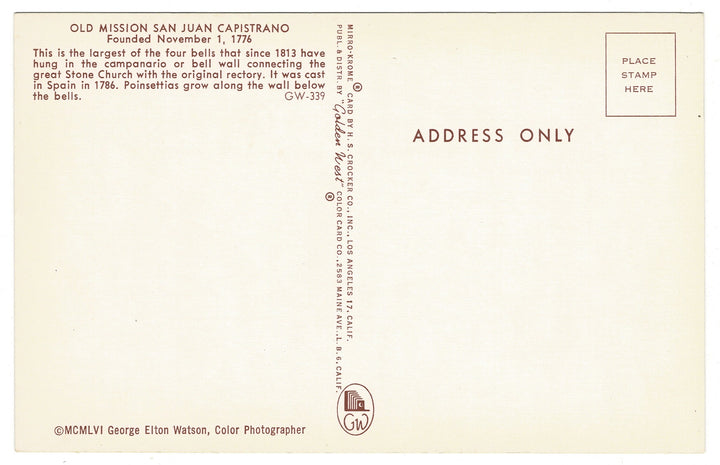 OLD MISSION SAN JUAN CAPISTRANO
Founded November 1, 1776
This is the largest of the four bells that since 1813 have
hung in the campanario or bell wall connecting the
great Stone Church with the original rectory. It was cast
in Spain in 1786. Poinsettias grow along the wall below
the bells. GW-339
©MCMLVI George Elton Watson, Color Photographer
MIRRO-KROME ® CARD BY H. S. CROCKER CO., INC., LOS ANGELES 17, CALIF.
PUBL. & DISTR. BY "Golden West" ® COLOR CARD CO., 2583 MAINE AVE., L. B. 6, CALIF.
GW
PLACE
STAMP
HERE
ADDRESS ONLY